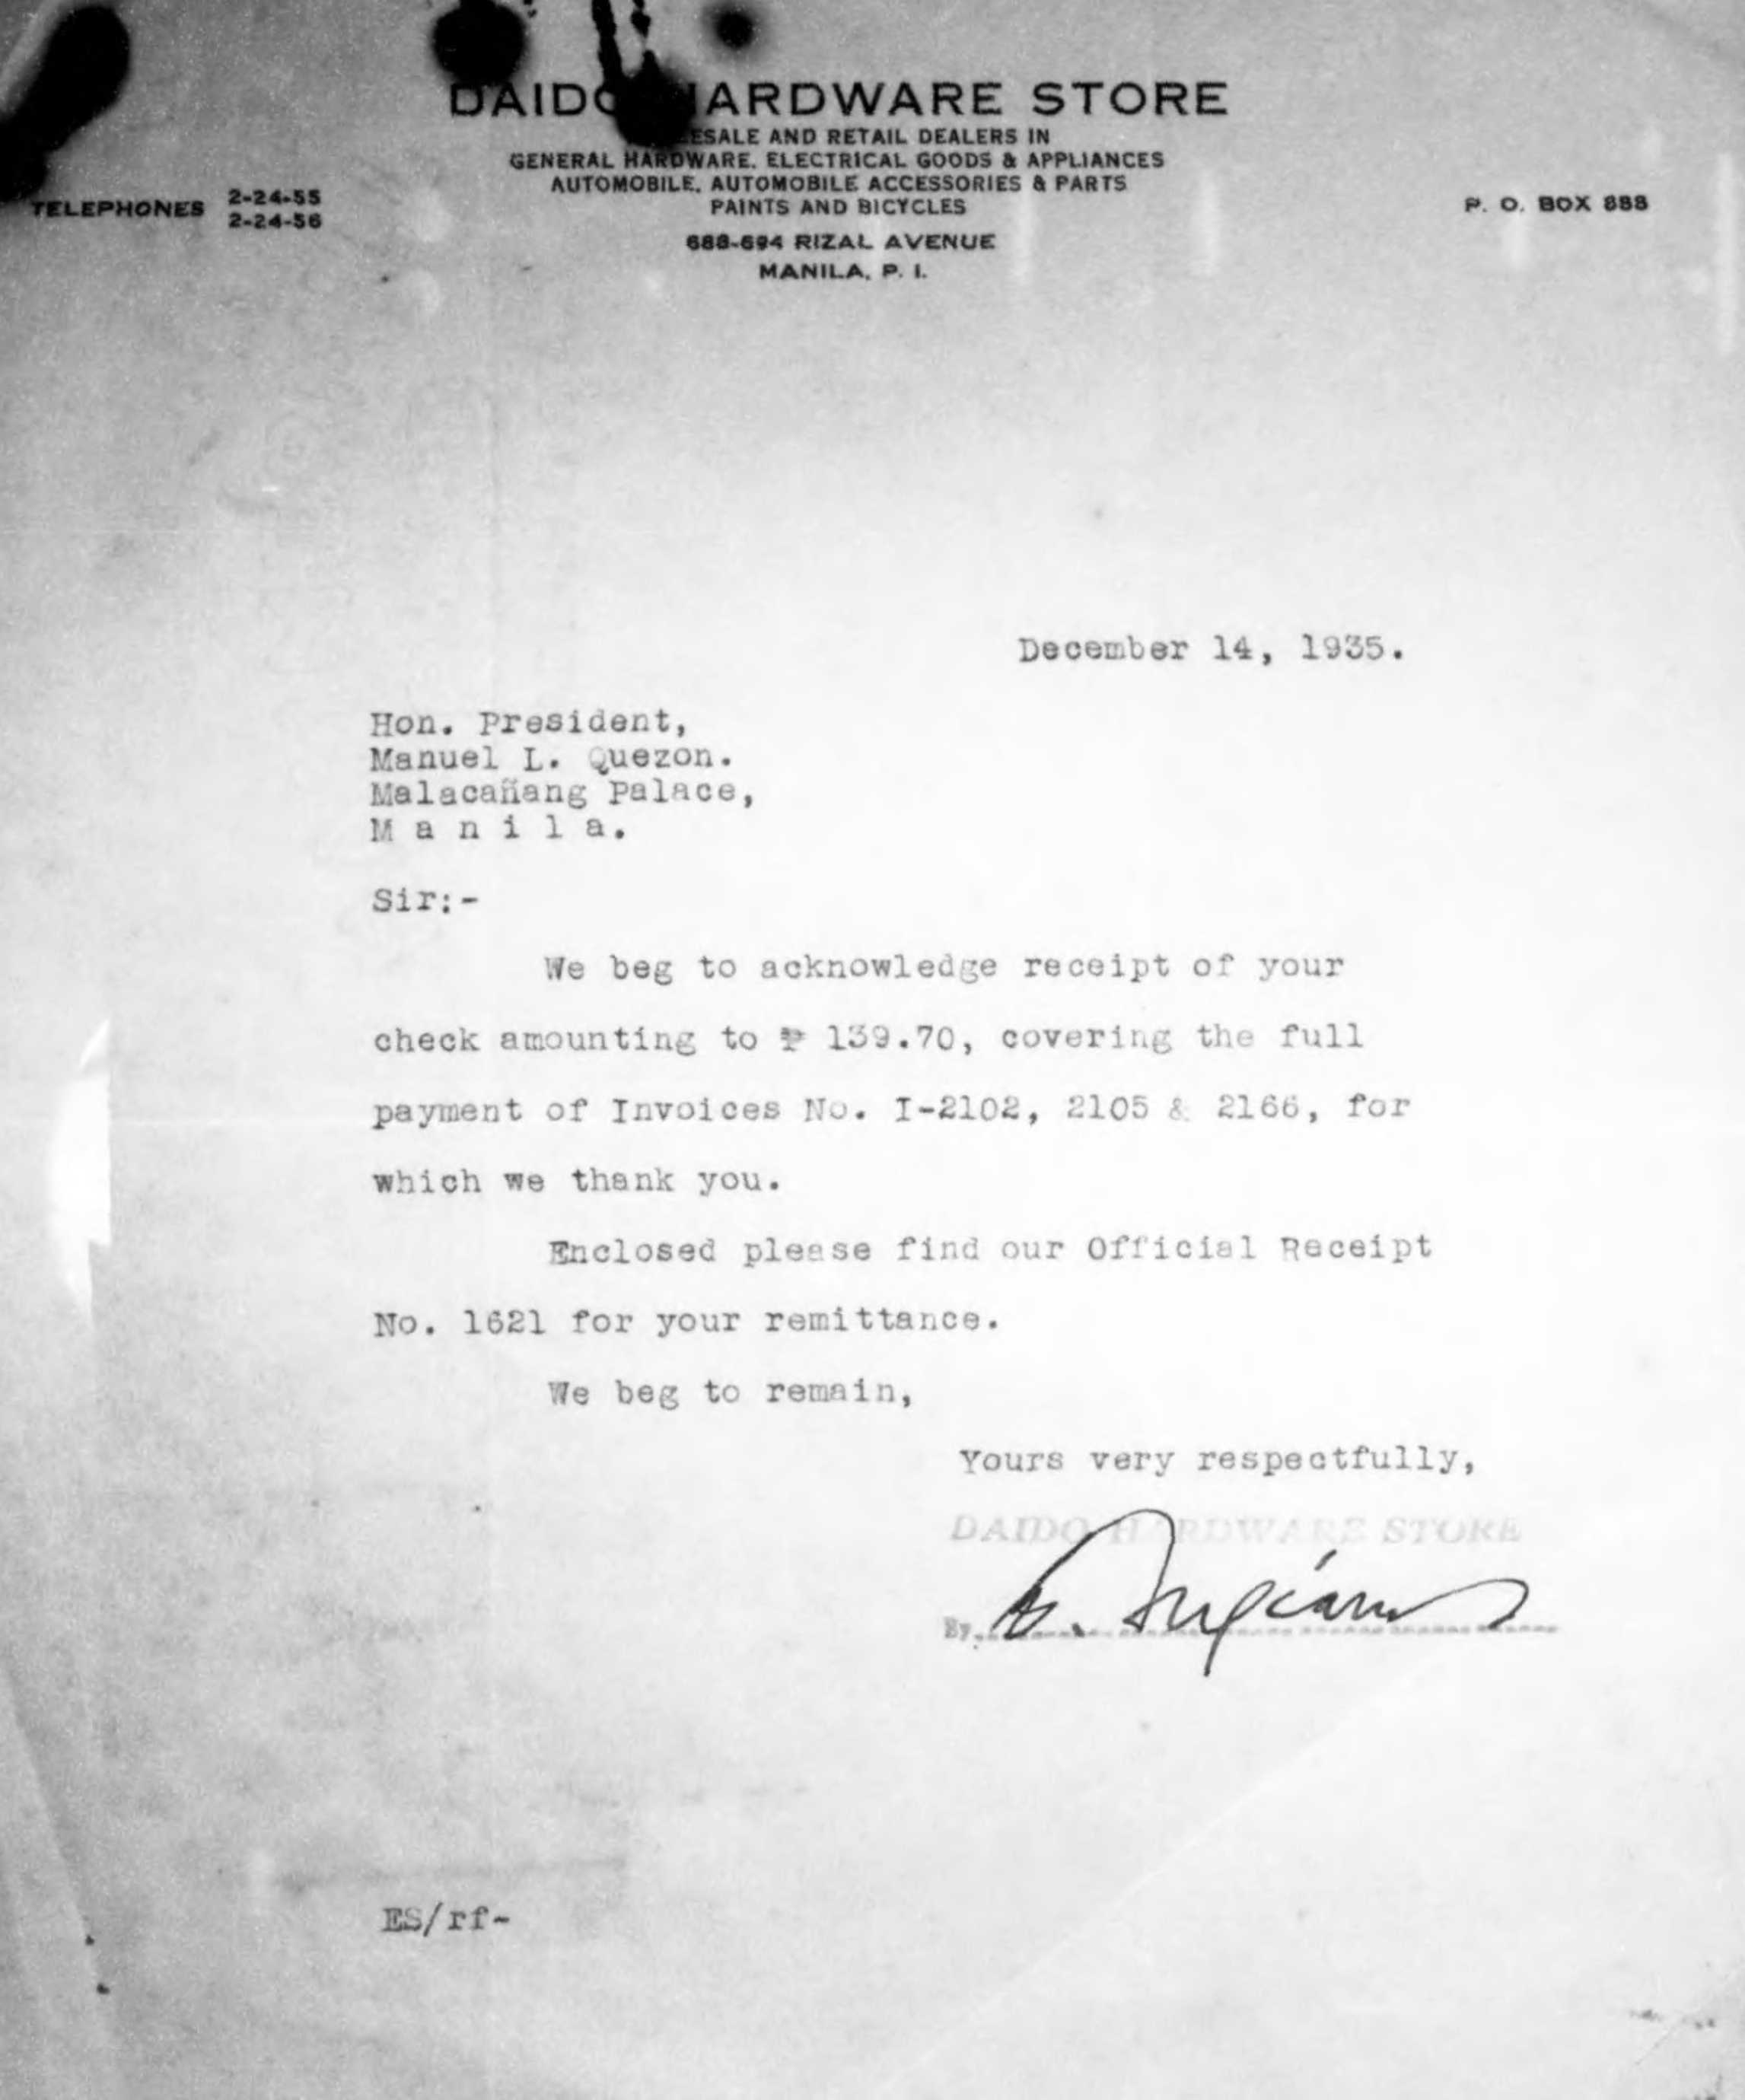 DAIDO HARDWARE STORE
WHOLESALE AND RETAIL DEALERS IN
GENERAL HARDWARE, ELECTRICAL GOODS & APPLIANCES
AUTOMOBILE, AUTOMOBILE ACCESSORIES & PARTS
PAINTS AND BICYCLES
688-694 RIZAL AVENUE
MANILA, P. I.
TELEPHONES 2-24-55
2-24-56
P. O. BOX 888
December 14, 1935.
Hon. President,
Manuel L. Quezon.
Malacañang Palace,
M a n i l a.
Sir:-
We beg to acknowledge receipt of your
check amounting to ₱ 139.70, covering the full
payment of Invoices No. I-2102, 2105 & 2166, for
which we thank you.
Enclosed please find our Official Receipt
No. 1621 for your remittance.
We beg to remain,
Yours very respectfully,
DAIDO HARDWARE STORE
By.
ES/rf-